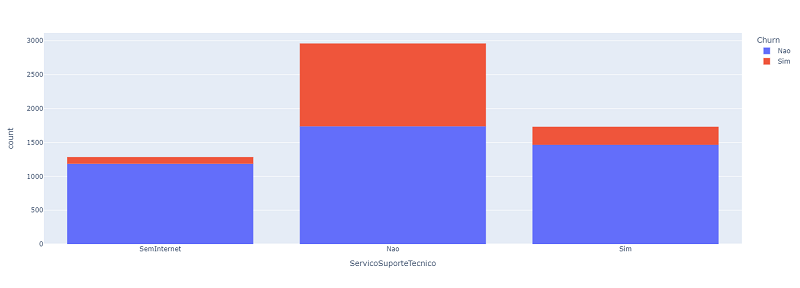 Churn
Nao
Sim
3000
2500
2000
1500
1000
500
0
count
SemInternet
Nao
Sim
ServicoSuporteTecnico